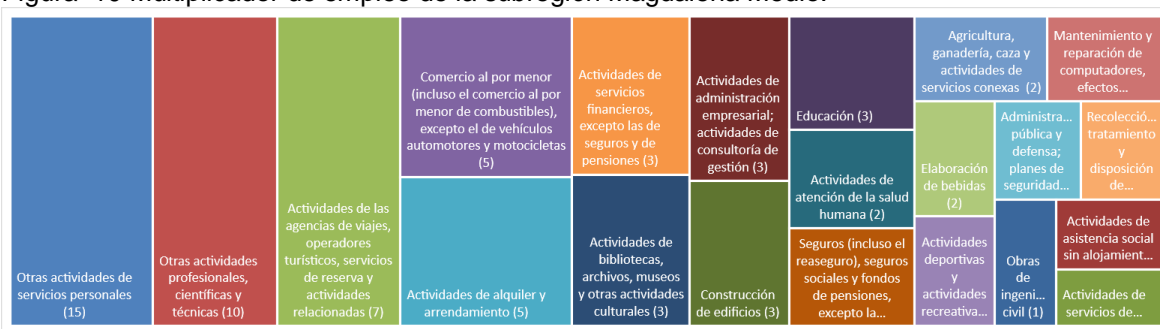 Figura 10 Multiplicador de empleo de la subregión Magdalena Medio.
Otras actividades de
servicios personales
(15)
Otras actividades
profesionales,
científicas y
técnicas (10)
Actividades de las
agencias de viajes,
operadores
turísticos, servicios
de reserva y
actividades
relacionadas (7)
Comercio al por menor
(incluso el comercio al por
menor de combustibles),
excepto el de vehículos
automotores y motocicletas
(5)
Actividades de alquiler y
arrendamiento (5)
Actividades de
servicios
financieros,
excepto las de
seguros y de
pensiones (3)
Actividades de
bibliotecas,
archivos, museos
y otras actividades
culturales (3)
Actividades de
administración
empresarial;
actividades de
consultoría de
gestión (3)
Construcción
de edificios (3)
Educación (3)
Actividades de
atención de la salud
humana (2)
Seguros (incluso el
reaseguro), seguros
sociales y fondos
de pensiones,
excepto la...
Agricultura,
ganadería, caza y
actividades de
servicios conexas (2)
Mantenimiento y
reparación de
computadores,
efectos...
Elaboración
de bebidas
(2)
Administra...
pública y
defensa;
planes de
seguridad...
Recolecció...
tratamiento
y
disposición
de...
Actividades
deportivas
y
actividades
recreativa...
Obras
de
ingeni...
civil (1)
Actividades de
asistencia social
sin alojamient...
Actividades de
servicios de...